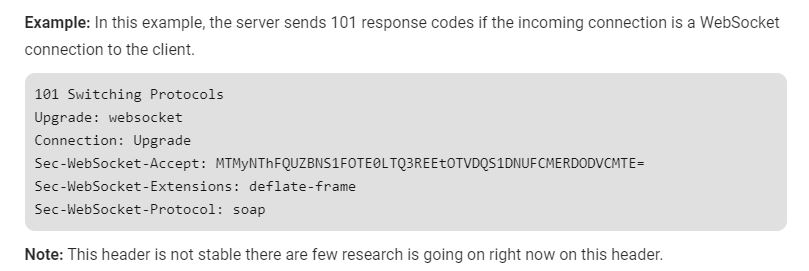 Example: In this example, the server sends 101 response codes if the incoming connection is a WebSocket
connection to the client.
101 Switching Protocols
Upgrade: websocket
Connection: Upgrade
Sec-WebSocket-Accept: MTMyNThFQUZBNS1FOTE0LTQ3REEtOTVDQS1DNUFCMERDODVCMTE=
Sec-WebSocket-Extensions: deflate-frame
Sec-WebSocket-Protocol: soap
Note: This header is not stable there are few research is going on right now on this header.